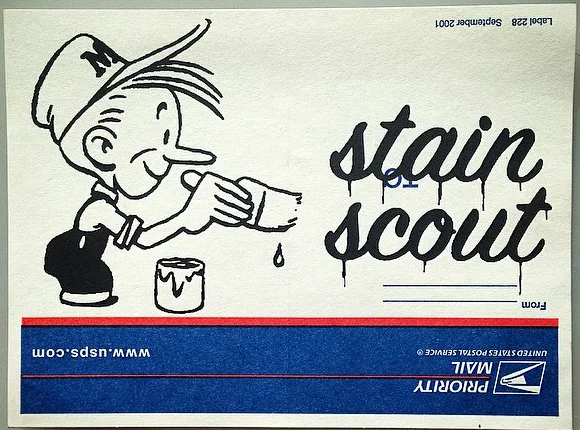 Label 228 September 2001
M
stain
TO
scout
From
www.usps.com
UNITED STATES POSTAL SERVICE ®
PRIORITY
MAIL